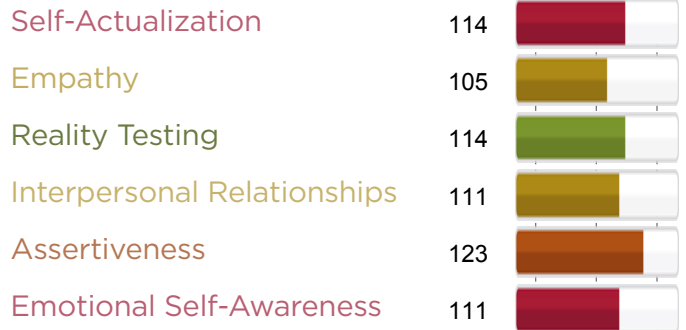 Self-Actualization 114
Empathy 105
Reality Testing 114
Interpersonal Relationships 111
Assertiveness 123
Emotional Self-Awareness 111